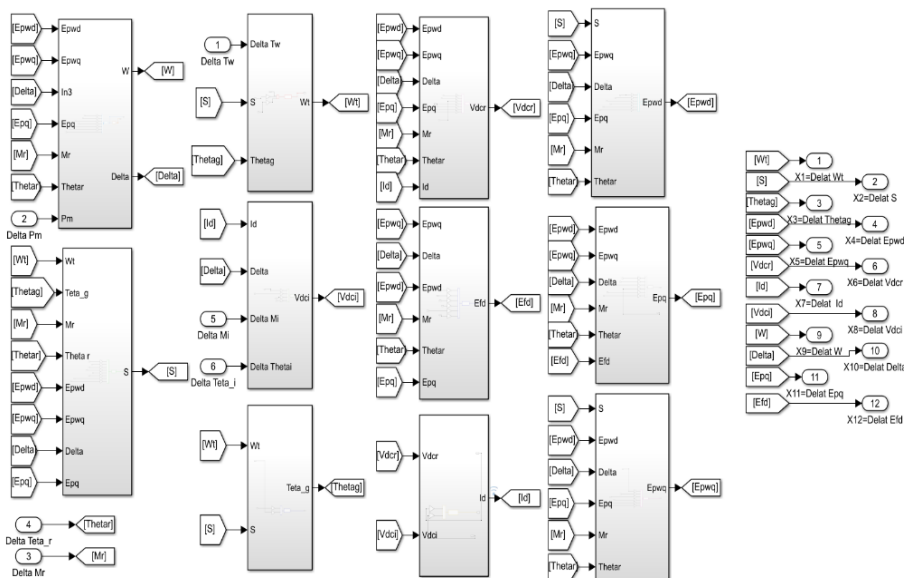 [Epwd] Epwd
[Epwq] Epwq
[Delta] In3
[Epq] Epq
[Mr] Mr
[Thetar] Thetar
2 Pm
Delta Pm
W [W]
Delta [Delta]
1 Delta Tw
Delta Tw
[S] S
[Thetag] Thetag
Wt [Wt]
[Epwd] Epwd
[Epwq] Epwq
[Delta] Delta
[Epq] Epq
[Mr] Mr
[Thetar] Thetar
[Id] Id
Vdcr [Vdcr]
[S] S
[Epwq] Epwq
[Delta] Delta
[Epq] Epq
[Mr] Mr
[Thetar] Thetar
Epwd [Epwd]
[Wt] Wt
[Thetag] Teta_g
[Mr] Mr
[Thetar] Theta r
[Epwd] Epwd
[Epwq] Epwq
[Delta] Delta
[Epq] Epq
S [S]
[Id] Id
[Delta] Delta
5 Delta Mi
Delta Mi
6 Delta Thetai
Delta Teta_i
Vdci [Vdci]
[Epwq] Epwq
[Delta] Delta
[Epwd] Epwd
[Mr] Mr
[Thetar] Thetar
[Epq] Epq
Efd [Efd]
[Epwd] Epwd
[Epwq] Epwq
[Delta] Delta
[Mr] Mr
[Thetar] Thetar
[Efd] Efd
Epq [Epq]
4 [Thetar]
Delta Teta_r
3 [Mr]
Delta Mr
[Wt] Wt
[S] S
Teta_g [Thetag]
[Vdcr] Vdcr
[Vdci] Vdci
Id [Id]
[S] S
[Epwd] Epwd
[Delta] Delta
[Epq] Epq
[Mr] Mr
[Thetar] Thetar
Epwq [Epwq]
[Wt] 1
X1=Delat Wt
[S] 2
X2=Delat S
[Thetag] 3
X3=Delat Thetag
[Epwd] 4
X4=Delat Epwd
[Epwq] 5
X5=Delat Epwq
[Vdcr] 6
X6=Delat Vdcr
[Id] 7
X7=Delat Id
[Vdci] 8
X8=Delat Vdci
[W] 9
X9=Delat W
[Delta] 10
X10=Delat Delta
[Epq] 11
X11=Delat Epq
[Efd] 12
X12=Delat Efd